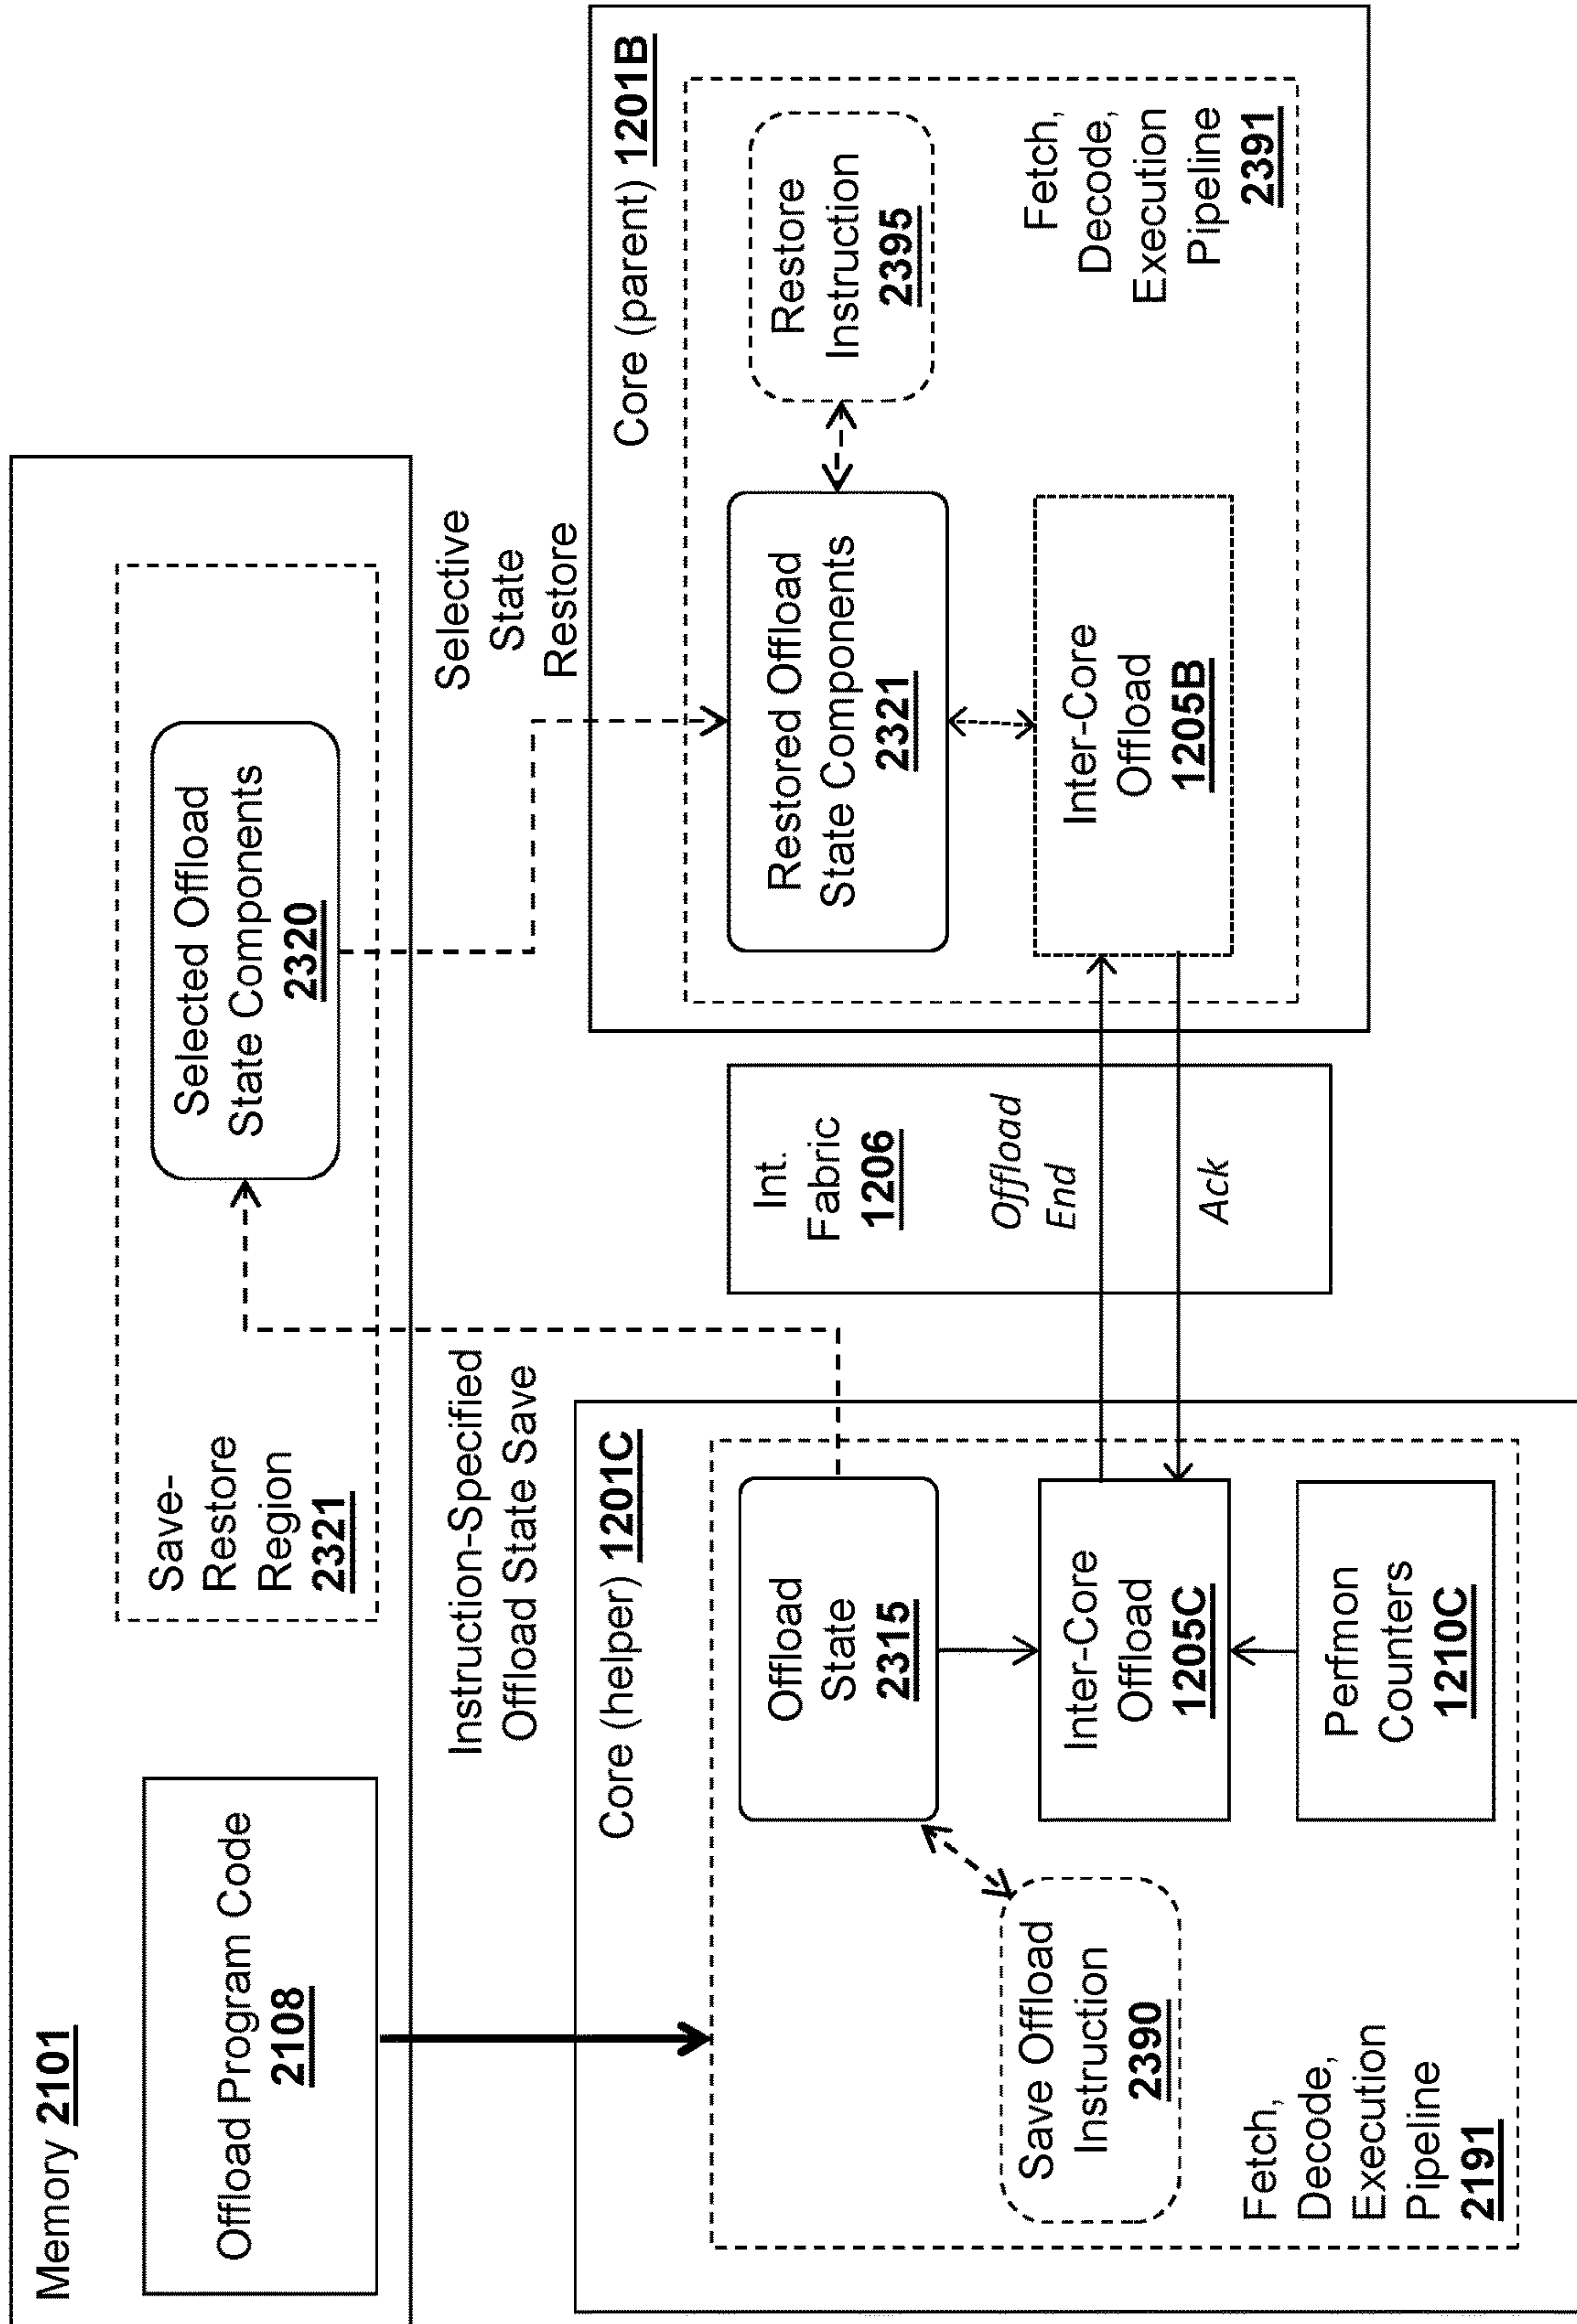 Memory 2101
Offload Program Code
2108
Save-
Restore
Region
2321
Selected Offload
State Components
2320
Instruction-Specified
Offload State Save
Selective
State
Restore
Core (helper) 1201C
Offload
State
2315
Save Offload
Instruction
2390
Inter-Core
Offload
1205C
Perfmon
Counters
1210C
Fetch,
Decode,
Execution
Pipeline
2191
Int.
Fabric
1206
Offload
End
Ack
Core (parent) 1201B
Restored Offload
State Components
2321
Restore
Instruction
2395
Inter-Core
Offload
1205B
Fetch,
Decode,
Execution
Pipeline
2391